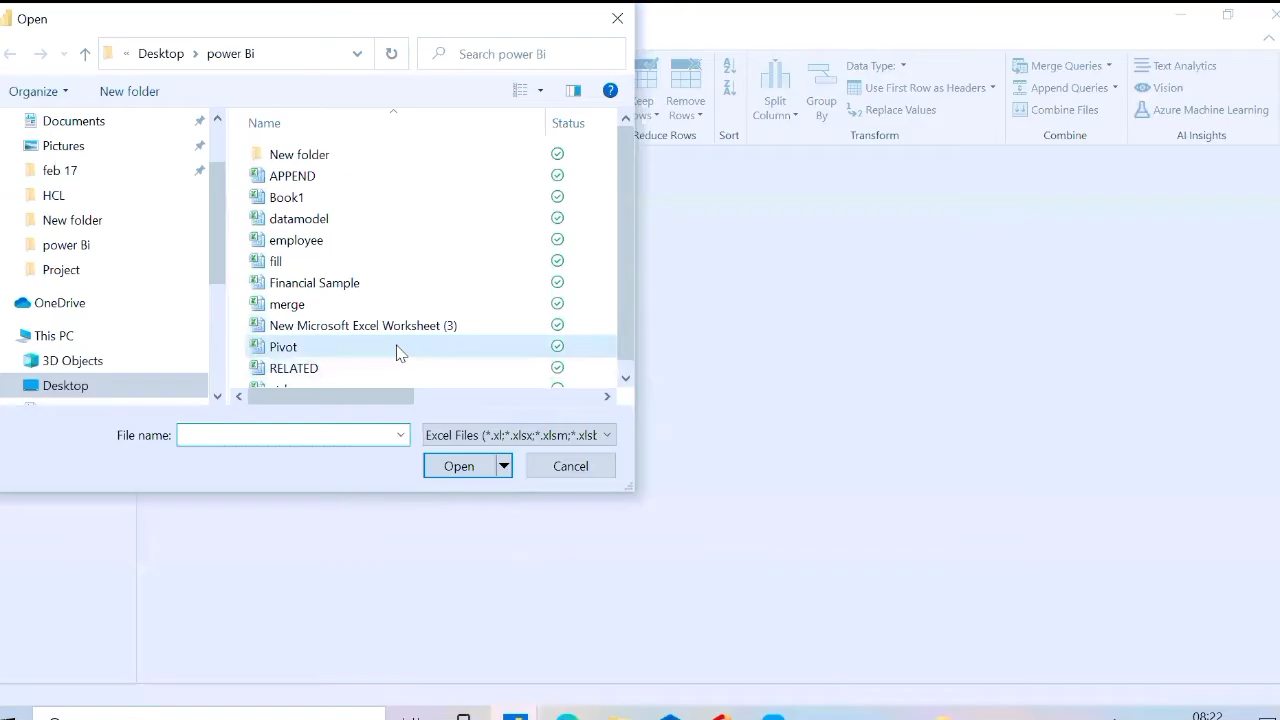 Open
« Desktop > power Bi
Search power Bi
Organize
New folder
Documents
Pictures
feb 17
HCL
New folder
power Bi
Project
OneDrive
This PC
3D Objects
Desktop
Name
Status
New folder
APPEND
Book1
datamodel
employee
fill
Financial Sample
merge
New Microsoft Excel Worksheet (3)
Pivot
RELATED
File name:
Excel Files (*.xl;*.xlsx;*.xlsm;*.xlsb
Open
Cancel
Remove
Rows
Reduce Rows
Sort
Split
Column
Group
By
Data Type:
Use First Row as Headers
Replace Values
Transform
Merge Queries
Append Queries
Combine Files
Combine
Text Analytics
Vision
Azure Machine Learning
AI Insights
08:22